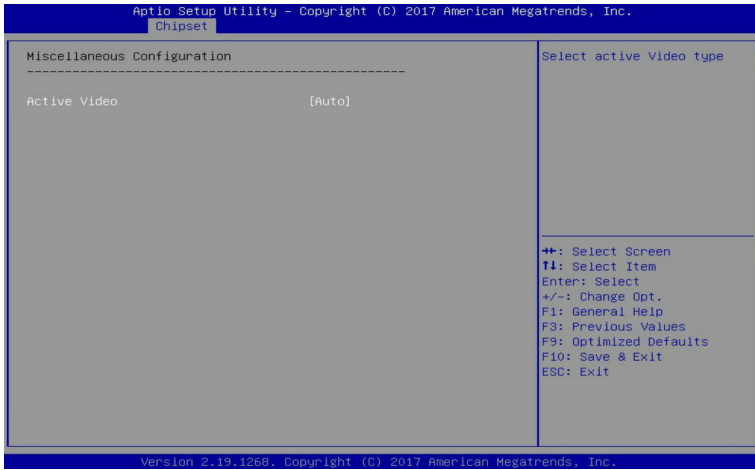 Aptio Setup Utility – Copyright (C) 2017 American Megatrends, Inc.
Chipset
Miscellaneous Configuration
--------------------------------------------------
Active Video [Auto]
Select active Video type
→←: Select Screen
↑↓: Select Item
Enter: Select
+/-: Change Opt.
F1: General Help
F3: Previous Values
F9: Optimized Defaults
F10: Save & Exit
ESC: Exit
Version 2.19.1268. Copyright (C) 2017 American Megatrends, Inc.